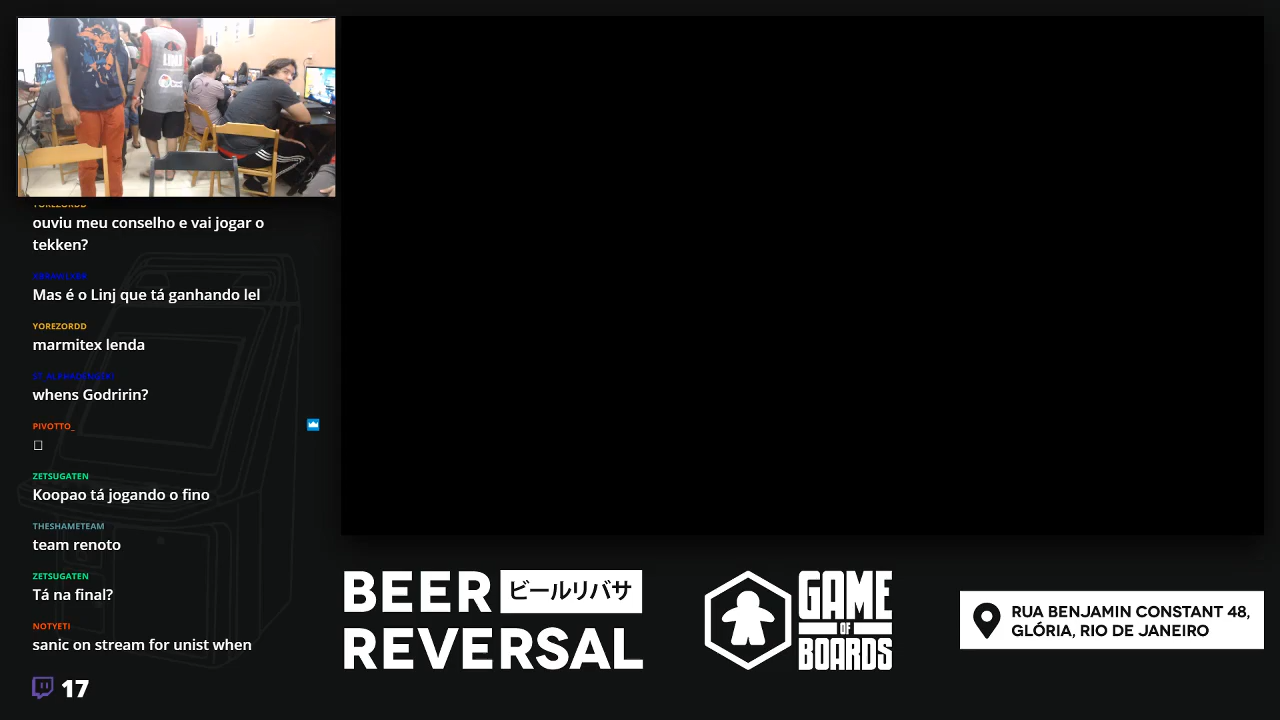 YOREZORDD
ouviu meu conselho e vai jogar o
tekken?
Mas é o Linj que tá ganhando lel
YOREZORDD
marmitex lenda
whens Godririn?
PIVOTTO_
ZETSUGATEN
Koopao tá jogando o fino
THESHAMETEAM
team renoto
ZETSUGATEN
Tá na final?
NOTYETI
sanic on stream for unist when
17
BEER ビールリバサ
REVERSAL
GAME
OF
BOARDS
RUA BENJAMIN CONSTANT 48,
GLÓRIA, RIO DE JANEIRO